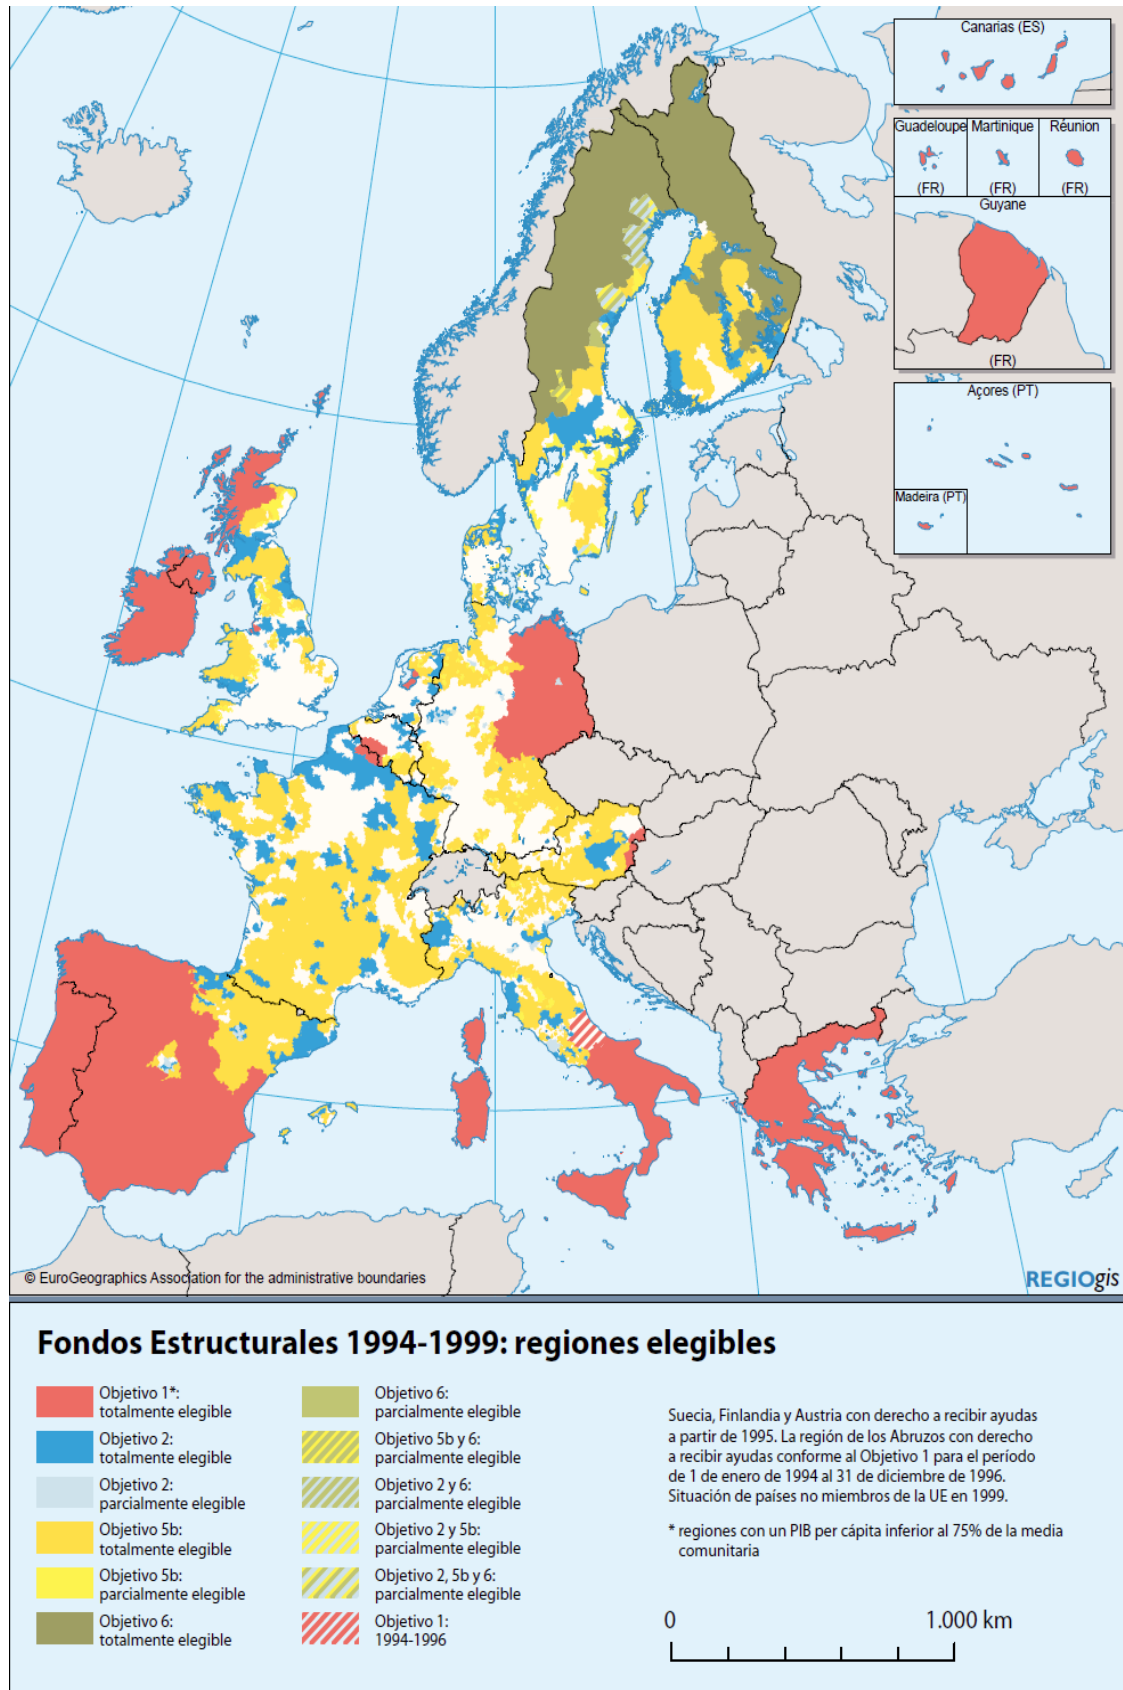 Canarias (ES)
Guadeloupe
Martinique
Réunion
(FR)
(FR)
(FR)
Guyane
(FR)
Açores (PT)
Madeira (PT)
© EuroGeographics Association for the administrative boundaries
REGIOgis
Fondos Estructurales 1994-1999: regiones elegibles
Objetivo 1*:
totalmente elegible
Objetivo 2:
totalmente elegible
Objetivo 2:
parcialmente elegible
Objetivo 5b:
totalmente elegible
Objetivo 5b:
parcialmente elegible
Objetivo 6:
totalmente elegible
Objetivo 6:
parcialmente elegible
Objetivo 5b y 6:
parcialmente elegible
Objetivo 2 y 6:
parcialmente elegible
Objetivo 2 y 5b:
parcialmente elegible
Objetivo 2, 5b y 6:
parcialmente elegible
Objetivo 1:
1994-1996
Suecia, Finlandia y Austria con derecho a recibir ayudas
a partir de 1995. La región de los Abruzos con derecho
a recibir ayudas conforme al Objetivo 1 para el período
de 1 de enero de 1994 al 31 de diciembre de 1996.
Situación de países no miembros de la UE en 1999.
* regiones con un PIB per cápita inferior al 75% de la media
comunitaria
0 1.000 km